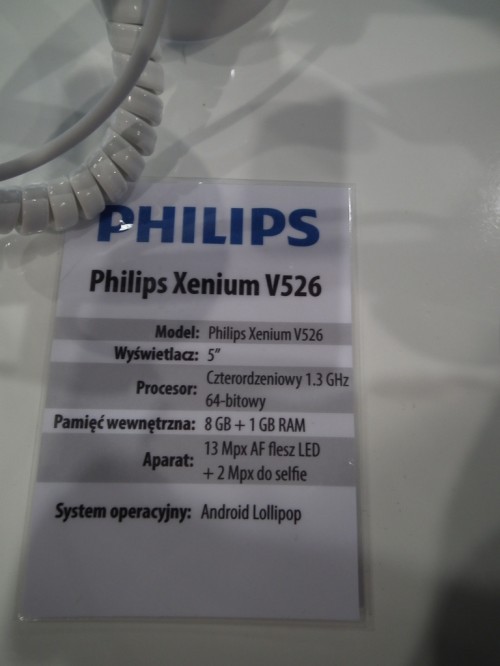 PHILIPS
Philips Xenium V526
Model: Philips Xenium V526
Wyświetlacz: 5”
Procesor: Czterordzeniowy 1.3 GHz
64-bitowy
Pamięć wewnętrzna: 8 GB + 1 GB RAM
Aparat: 13 Mpx AF flesz LED
+ 2 Mpx do selfie
System operacyjny: Android Lollipop